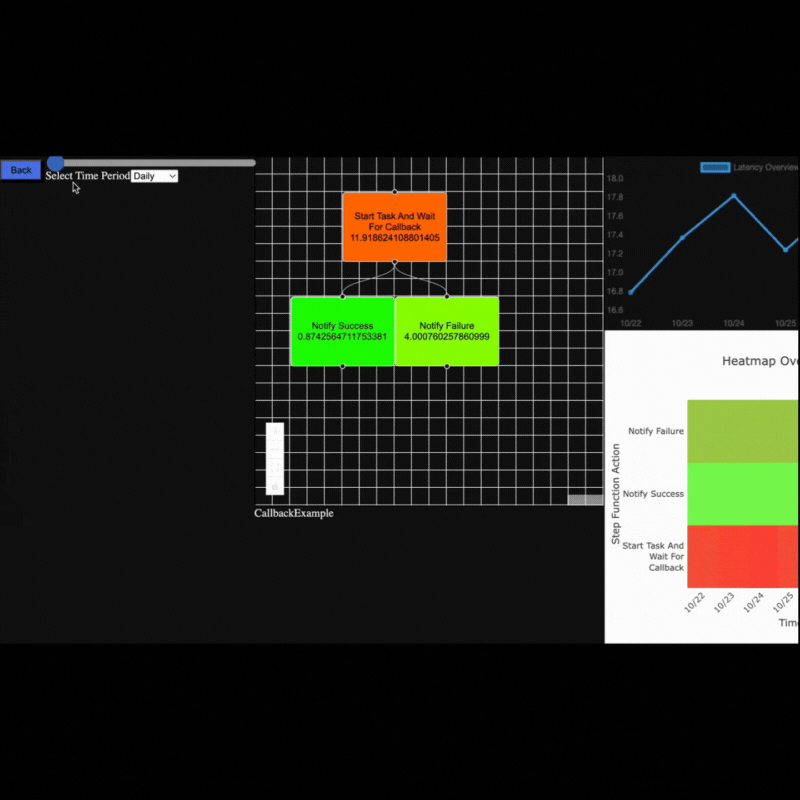 Back
Select Time Period Daily
Start Task And Wait
For Callback
11.918624108801405
Notify Success
0.8742564711753381
Notify Failure
4.000760257860999
CallbackExample
Latency Overview
18.0
17.8
17.6
17.4
17.2
17.0
16.8
16.6
10/22
10/23
10/24
10/25
Heatmap Ove
Step Function Action
Notify Failure
Notify Success
Start Task And
Wait For
Callback
10/22
10/23
10/24
10/25
Time